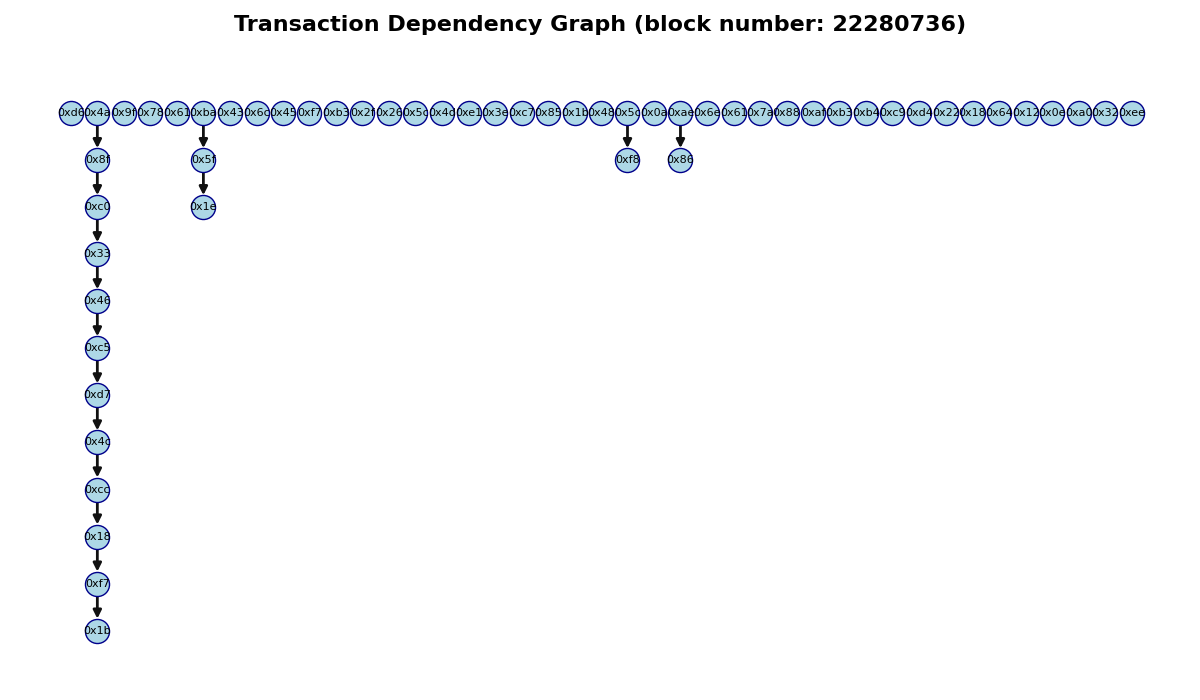 Transaction Dependency Graph (block number: 22280736)
0xd6 0x4a 0x9f 0x78 0x61 0xba 0x43 0x6c 0x45 0xf7 0xb3 0x2f 0x26 0x5c 0x4d 0xe1 0x3e 0xc7 0x85 0x1b 0x48 0x5c 0x0a 0xae 0x6e 0x61 0x7a 0x88 0xaf 0xb3 0xb4 0xc9 0xd4 0x22 0x18 0x64 0x12 0x0e 0xa0 0x32 0xee
0x8f 0x5f 0xf8 0x86
0xc0 0x1e
0x33
0x46
0xc5
0xd7
0x4c
0xcc
0x18
0xf7
0x1b